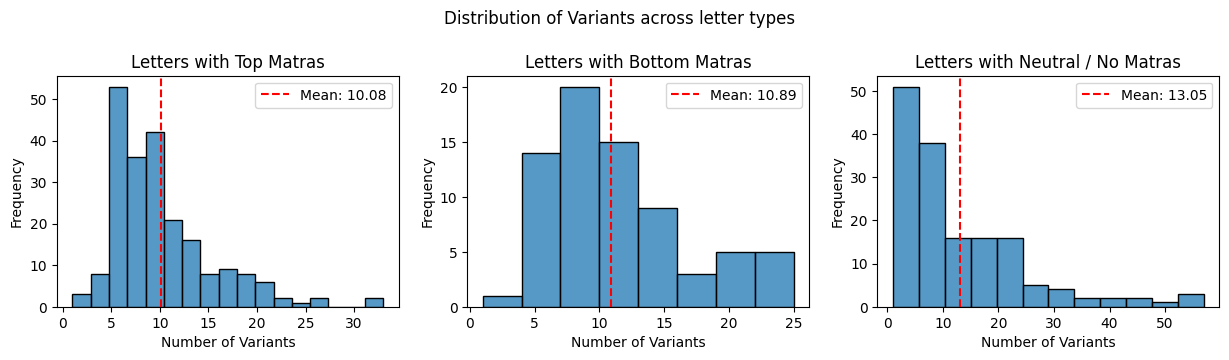 Distribution of Variants across letter types
Letters with Top Matras
Mean: 10.08
Frequency
50
40
30
20
10
0
0 5 10 15 20 25 30
Number of Variants
Letters with Bottom Matras
Mean: 10.89
Frequency
20
15
10
5
0
0 5 10 15 20 25
Number of Variants
Letters with Neutral / No Matras
Mean: 13.05
Frequency
50
40
30
20
10
0
0 10 20 30 40 50
Number of Variants